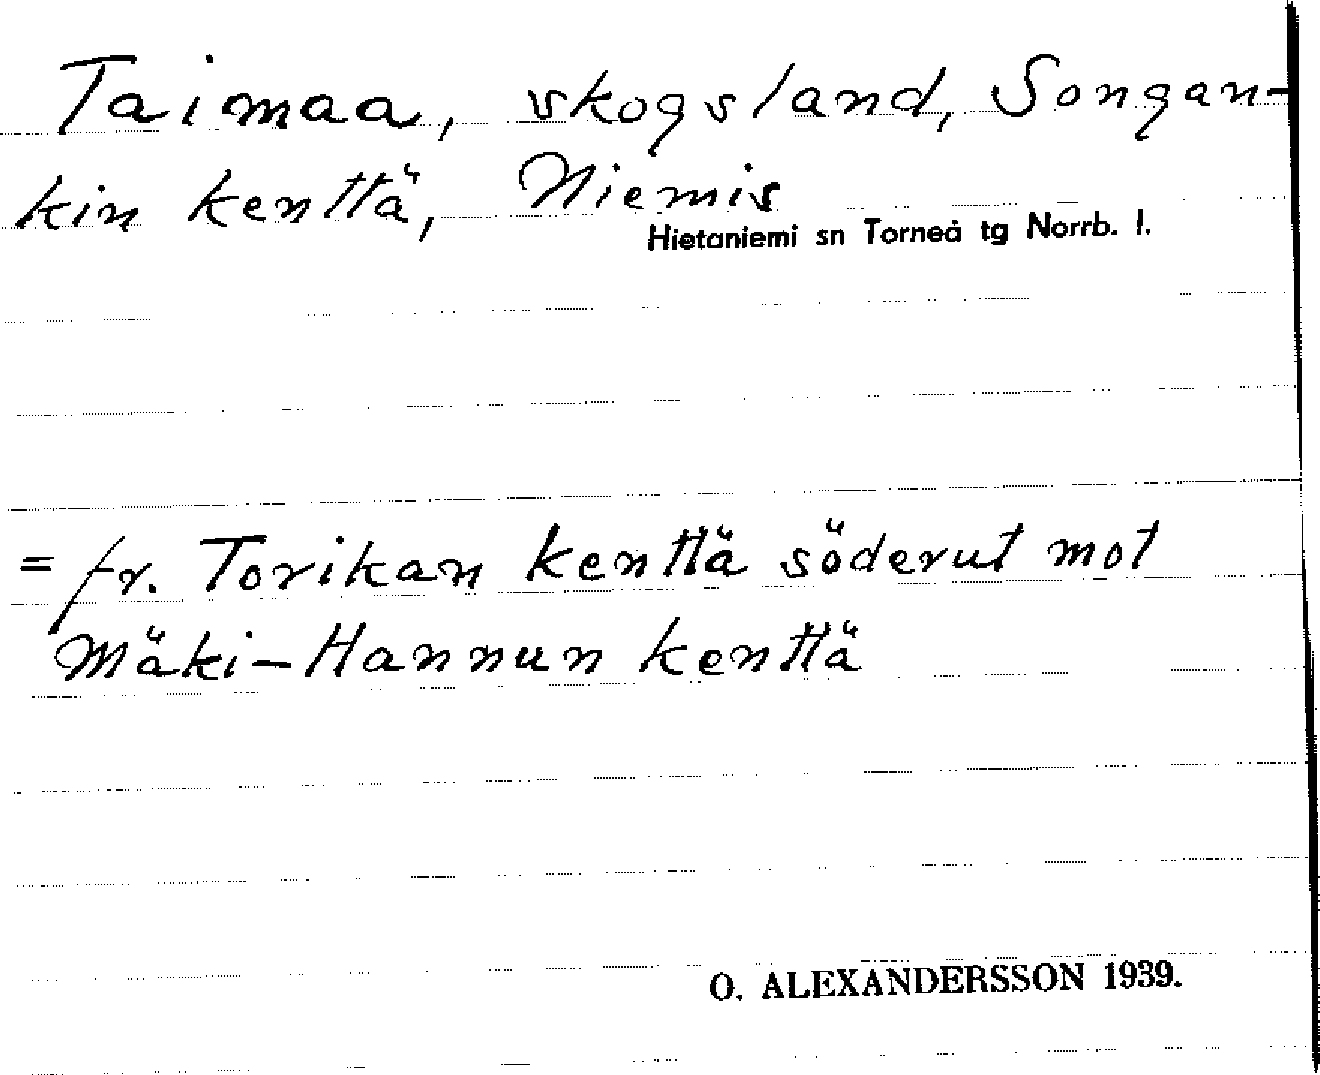 Taimaa, skogsland, Songan-
kin kenttä, Niemis
Hietaniemi sn Torneå tg Norrb. l.
= fr. Torikan kenttä söderut mot
Mäki-Hannun kenttä
O. ALEXANDERSSON 1939.